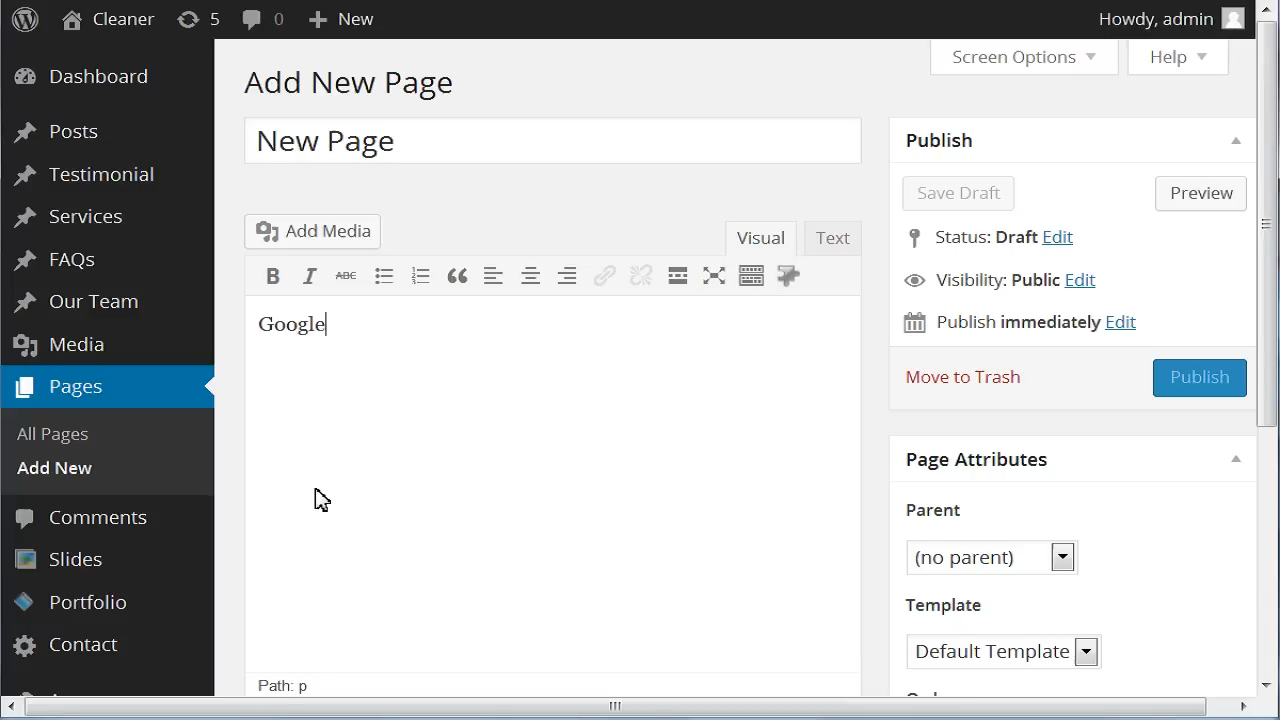 Cleaner 5 0 New Howdy, admin
Screen Options Help
Dashboard
Posts
Testimonial
Services
FAQs
Our Team
Media
Pages
All Pages
Add New
Comments
Slides
Portfolio
Contact
Add New Page
New Page
Add Media
Visual Text
B I ABC
Google
Path: p
Publish
Save Draft Preview
Status: Draft Edit
Visibility: Public Edit
Publish immediately Edit
Move to Trash Publish
Page Attributes
Parent
(no parent)
Template
Default Template